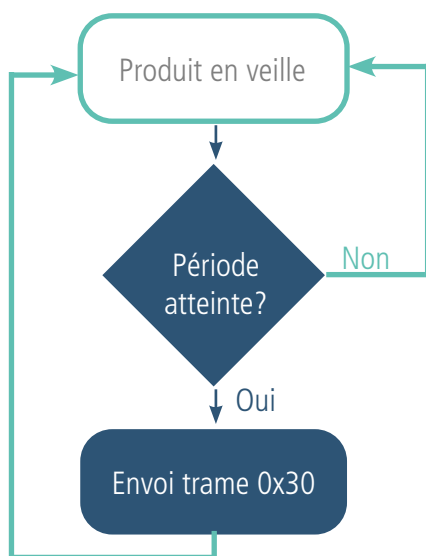 Produit en veille
Période
atteinte?
Non
Oui
Envoi trame 0x30